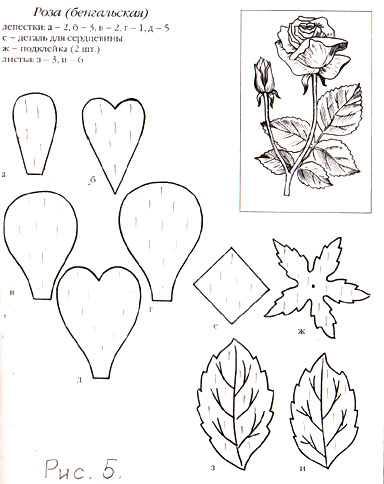 Роза (бенгальская)
лепестки: а – 2, б – 3, в – 2, г – 1, д – 5
е – деталь для сердцевины
ж – подклейка (2 шт.)
листья: з – 3, и – 6
а
б
в
г
д
е
ж
з
и
Рис. 5.